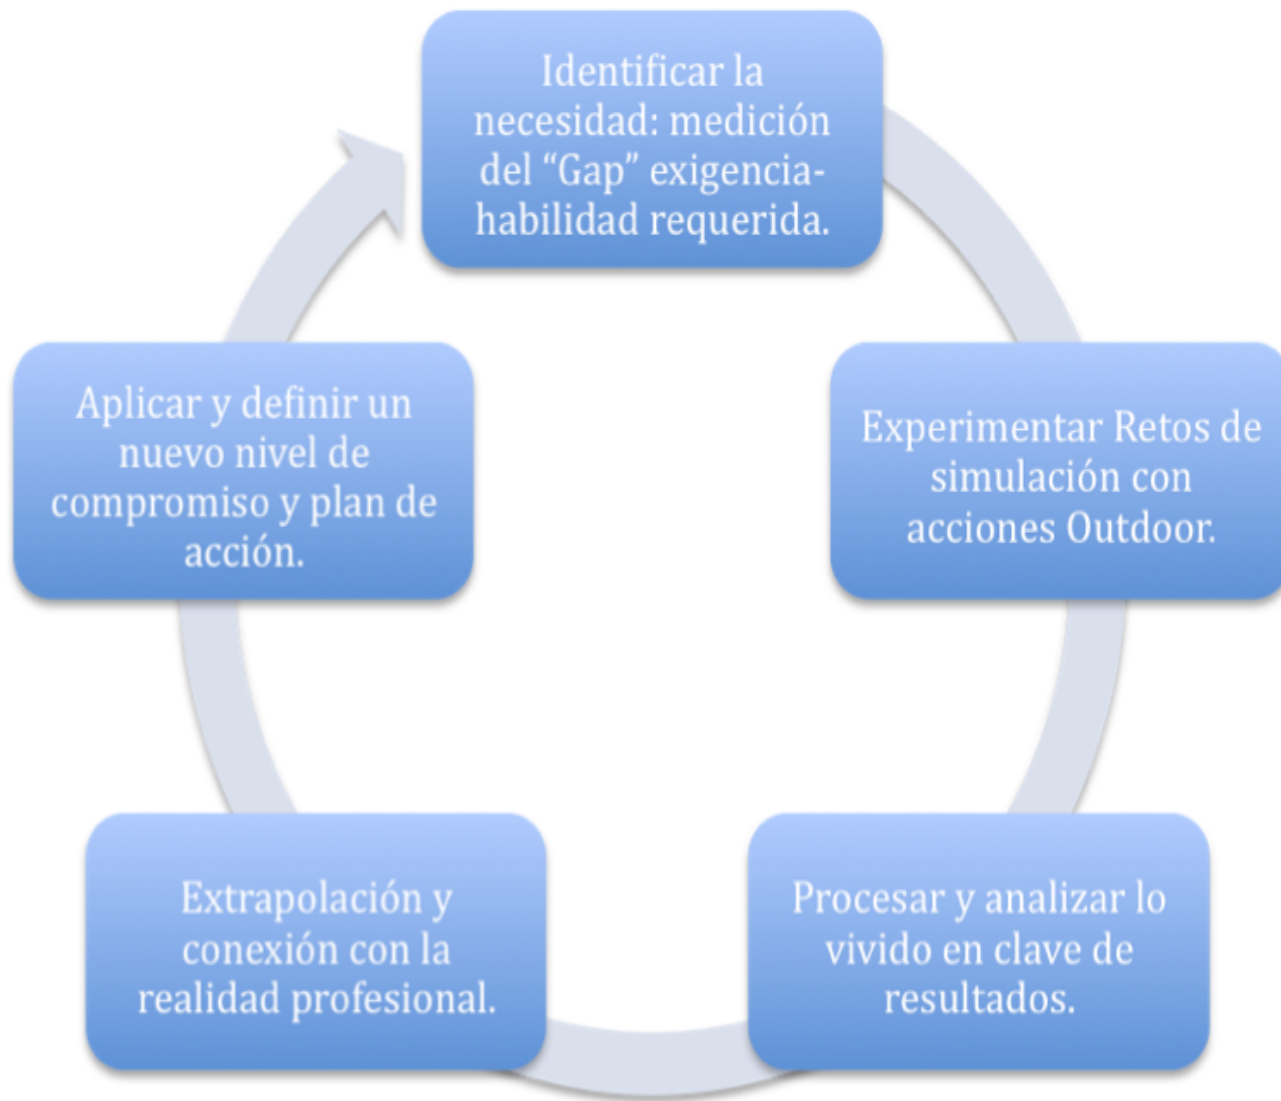 Identificar la
necesidad: medición
del “Gap” exigencia-
habilidad requerida.
Experimentar Retos de
simulación con
acciones Outdoor.
Procesar y analizar lo
vivido en clave de
resultados.
Extrapolación y
conexión con la
realidad profesional.
Aplicar y definir un
nuevo nivel de
compromiso y plan de
acción.